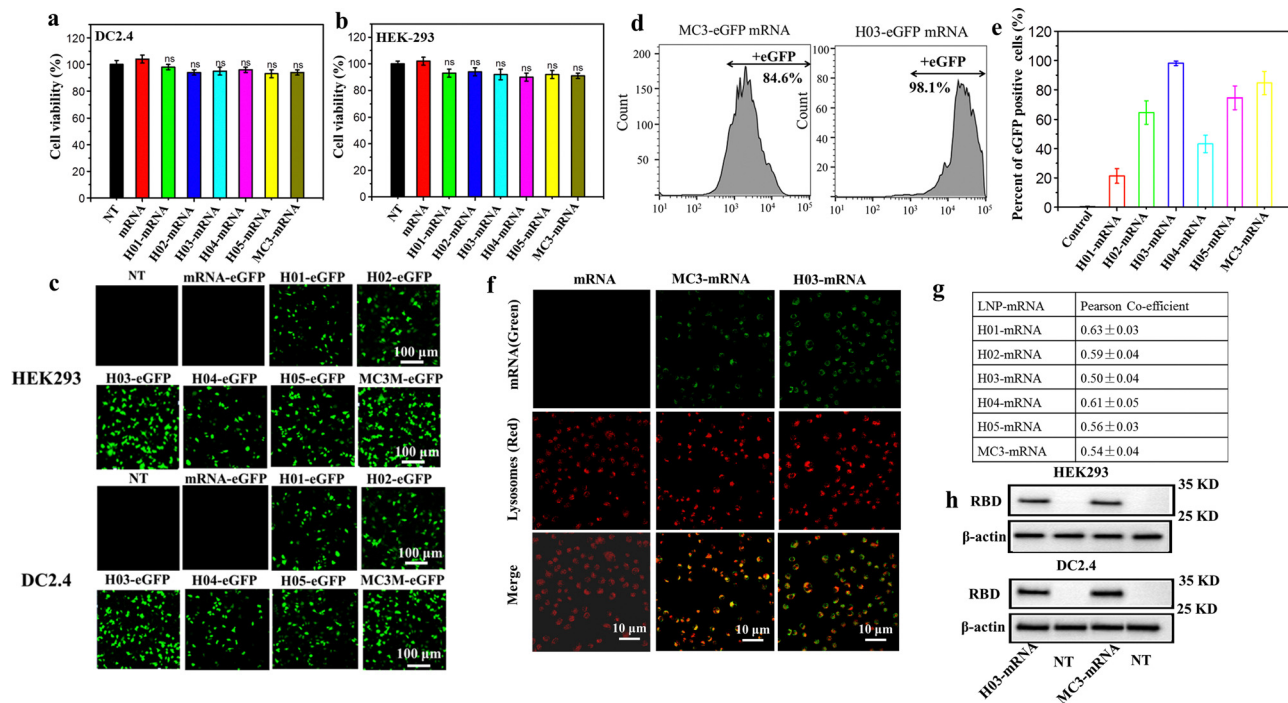 a
DC2.4
Cell viability (%)
120
100
80
60
40
20
0
ns ns ns ns ns ns
NT
mRNA
H01-mRNA
H02-mRNA
H03-mRNA
H04-mRNA
H05-mRNA
MC3-mRNA
b
HEK-293
Cell viability (%)
120
100
80
60
40
20
0
ns ns ns ns ns ns
NT
mRNA
H01-mRNA
H02-mRNA
H03-mRNA
H04-mRNA
H05-mRNA
MC3-mRNA
c
NT mRNA-eGFP H01-eGFP H02-eGFP
100 µm
HEK293
H03-eGFP H04-eGFP H05-eGFP MC3M-eGFP
100 µm
NT mRNA-eGFP H01-eGFP H02-eGFP
100 µm
DC2.4
H03-eGFP H04-eGFP H05-eGFP MC3M-eGFP
100 µm
d
MC3-eGFP mRNA
+eGFP
84.6%
Count
200
150
100
50
0
10¹ 10² 10³ 10⁴ 10⁵
H03-eGFP mRNA
+eGFP
98.1%
Count
100
80
60
40
20
0
10¹ 10² 10³ 10⁴ 10⁵
e
Percent of eGFP positive cells (%)
120
100
80
60
40
20
0
Control
H01-mRNA
H02-mRNA
H03-mRNA
H04-mRNA
H05-mRNA
MC3-mRNA
f
mRNA MC3-mRNA H03-mRNA
mRNA(Green)
Lysosomes (Red)
Merge
10 µm 10 µm 10 µm
g
LNP-mRNA Pearson Co-efficient
H01-mRNA 0.63±0.03
H02-mRNA 0.59±0.04
H03-mRNA 0.50±0.04
H04-mRNA 0.61±0.05
H05-mRNA 0.56±0.03
MC3-mRNA 0.54±0.04
h
HEK293
RBD
35 KD
25 KD
β-actin
DC2.4
RBD
35 KD
25 KD
β-actin
H03-mRNA NT MC3-mRNA NT